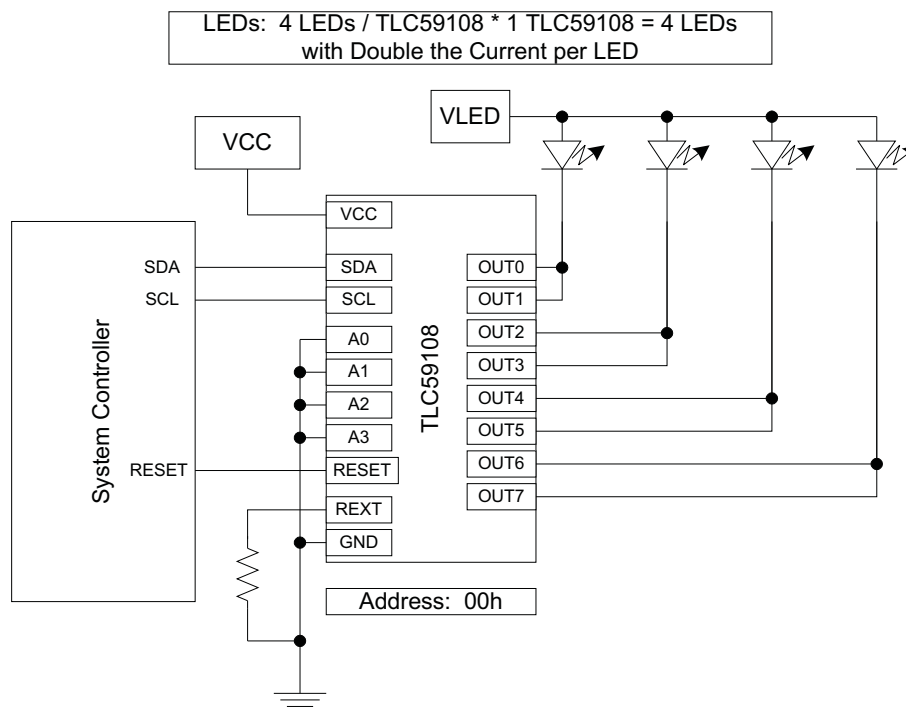 LEDs: 4 LEDs / TLC59108 * 1 TLC59108 = 4 LEDs
with Double the Current per LED
VLED
VCC
System Controller
SDA
SCL
RESET
TLC59108
VCC
SDA
SCL
A0
A1
A2
A3
RESET
REXT
GND
OUT0
OUT1
OUT2
OUT3
OUT4
OUT5
OUT6
OUT7
Address: 00h